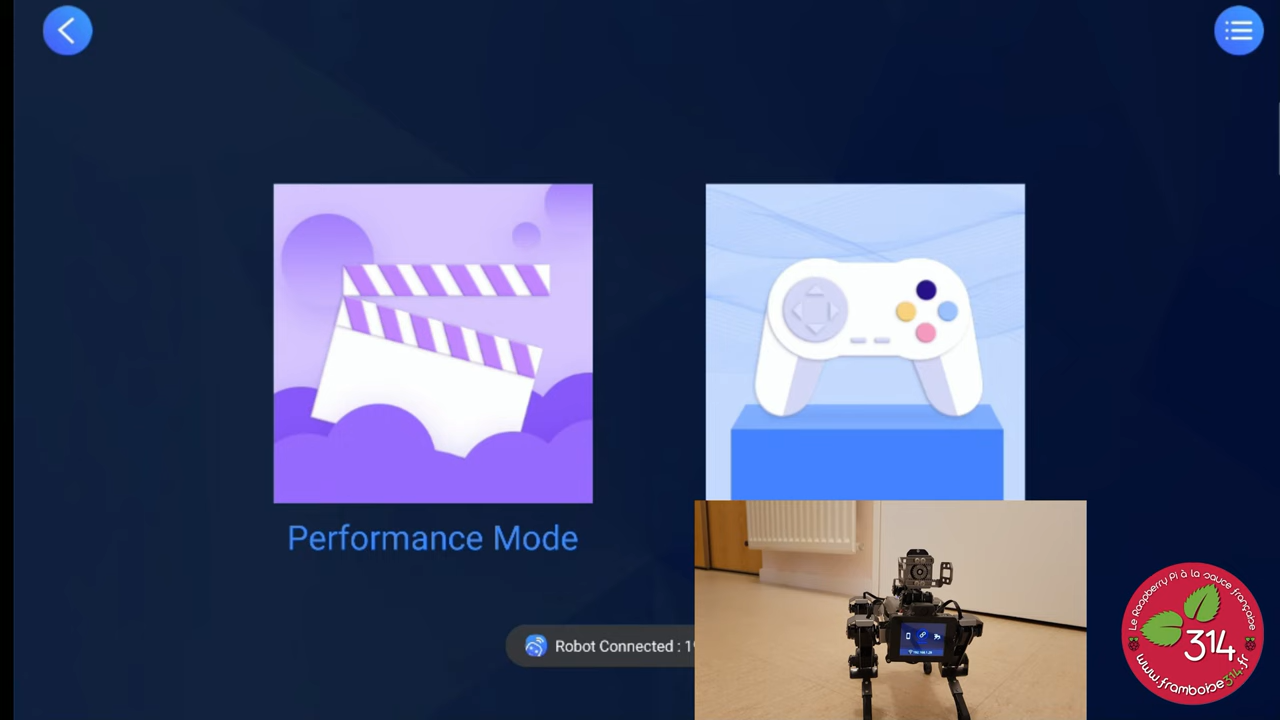 Performance Mode
Robot Connected : 1
Le Raspberry Pi à la sauce française
314
www.framboise314.fr